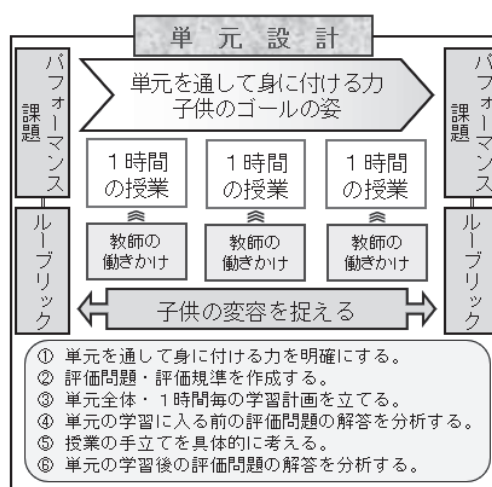 単元設計
パフォーマンス
課題
ルーブリック
単元を通して身に付ける力
子供のゴールの姿
1時間
の授業
1時間
の授業
1時間
の授業
教師の
働きかけ
教師の
働きかけ
教師の
働きかけ
子供の変容を捉える
パフォーマンス
課題
ルーブリック
① 単元を通して身に付ける力を明確にする。
② 評価問題・評価規準を作成する。
③ 単元全体・1時間毎の学習計画を立てる。
④ 単元の学習に入る前の評価問題の解答を分析する。
⑤ 授業の手立てを具体的に考える。
⑥ 単元の学習後の評価問題の解答を分析する。